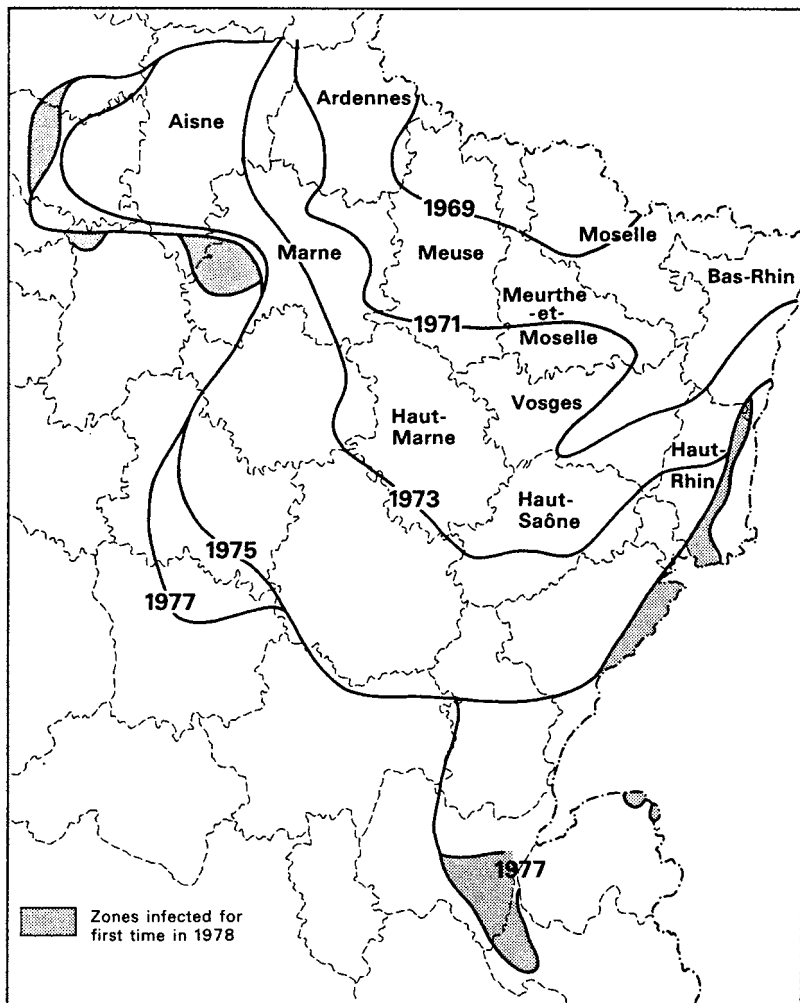 Ardennes
Aisne
1969
Moselle
Marne
Meuse
Bas-Rhin
Meurthe
-et-
Moselle
1971
Vosges
Haut-
Marne
Haut-
Rhin
1973
Haut-
Saône
1975
1977
1977
Zones infected for
first time in 1978